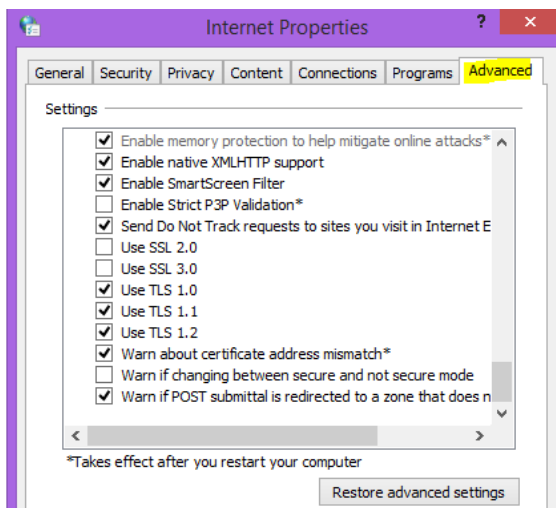 Internet Properties
?
General Security Privacy Content Connections Programs Advanced
Settings
Enable memory protection to help mitigate online attacks*
Enable native XMLHTTP support
Enable SmartScreen Filter
Enable Strict P3P Validation*
Send Do Not Track requests to sites you visit in Internet E
Use SSL 2.0
Use SSL 3.0
Use TLS 1.0
Use TLS 1.1
Use TLS 1.2
Warn about certificate address mismatch*
Warn if changing between secure and not secure mode
Warn if POST submittal is redirected to a zone that does n
*Takes effect after you restart your computer
Restore advanced settings